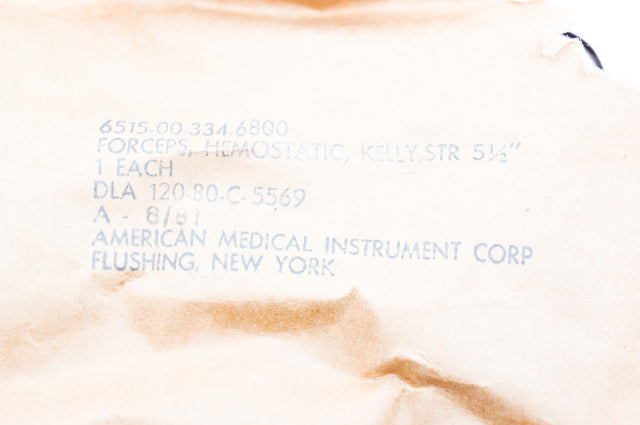 6515-00-334-6800
FORCEPS, HEMOSTATIC, KELLY, STR 5½"
1 EACH
DLA 120-80-C-5569
A - 8/81
AMERICAN MEDICAL INSTRUMENT CORP
FLUSHING, NEW YORK